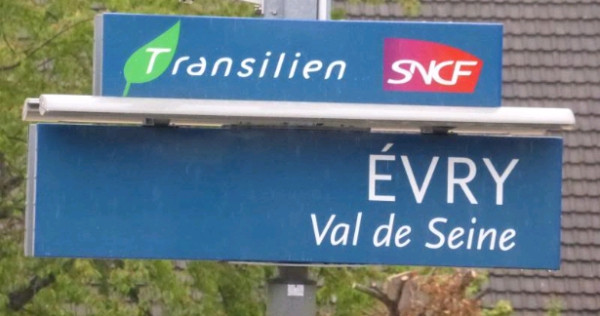 Transilien SNCF
ÉVRY
Val de Seine